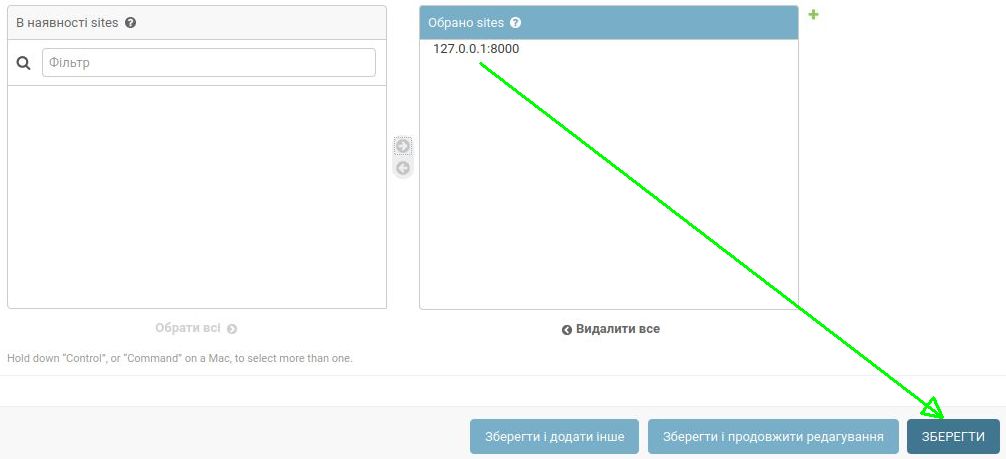 В наявності sites ?
Обрано sites ?
Фільтр
127.0.0.1:8000
Обрати всі
Видалити все
Hold down "Control", or "Command" on a Mac, to select more than one.
Зберегти і додати інше
Зберегти і продовжити редагування
ЗБЕРЕГТИ